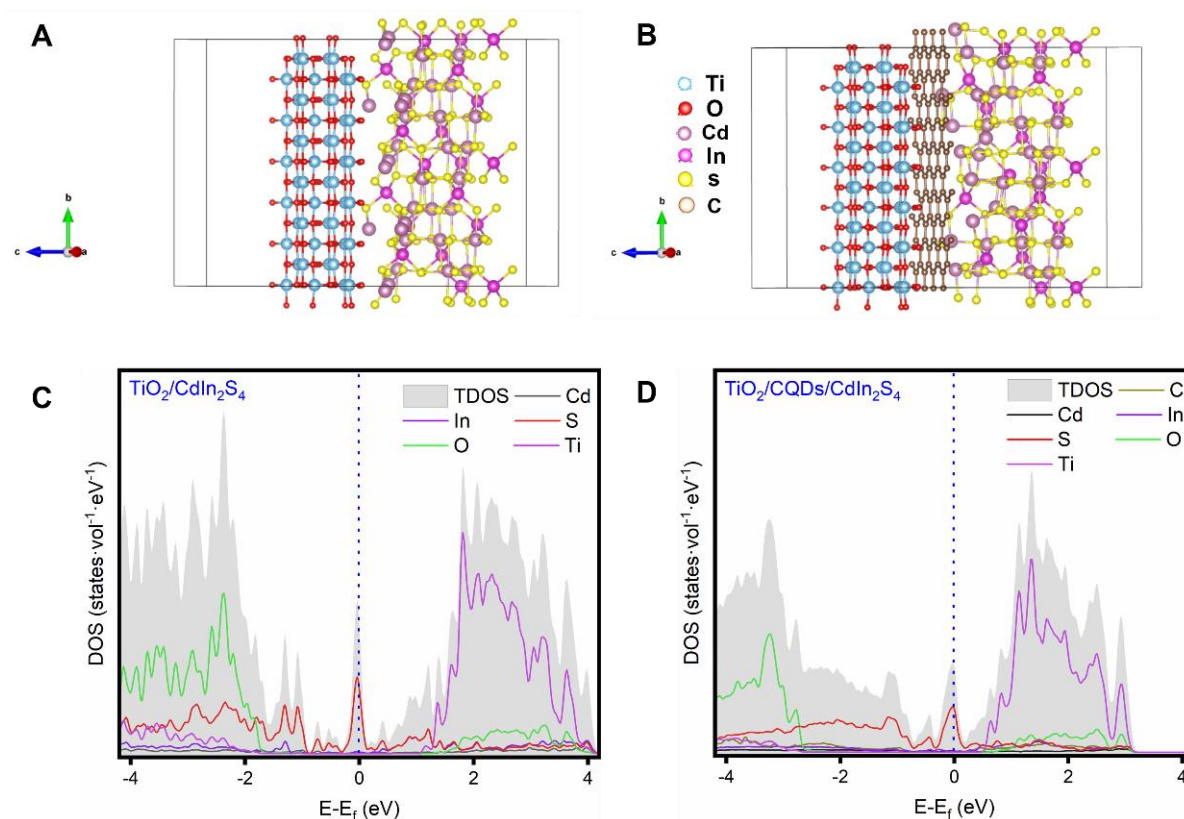 A
B
Ti
O
Cd
In
s
C
b
c
a
b
c
a
C
TiO₂/CdIn₂S₄
TDOS
Cd
In
S
O
Ti
DOS (states·vol⁻¹·eV⁻¹)
-4
-2
0
2
4
E-E_f (eV)
D
TiO₂/CQDs/CdIn₂S₄
TDOS
C
Cd
In
S
O
Ti
DOS (states·vol⁻¹·eV⁻¹)
-4
-2
0
2
4
E-E_f (eV)